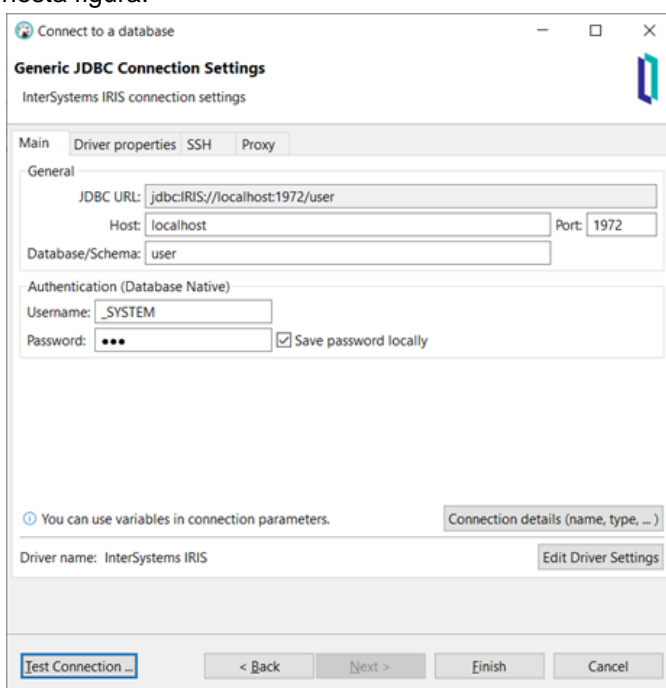 nesta figura:
Connect to a database
Generic JDBC Connection Settings
InterSystems IRIS connection settings
Main Driver properties SSH Proxy
General
JDBC URL: jdbc:IRIS://localhost:1972/user
Host: localhost Port: 1972
Database/Schema: user
Authentication (Database Native)
Username: _SYSTEM
Password: ●●● Save password locally
You can use variables in connection parameters. Connection details (name, type, ... )
Driver name: InterSystems IRIS Edit Driver Settings
Test Connection ... < Back Next > Finish Cancel